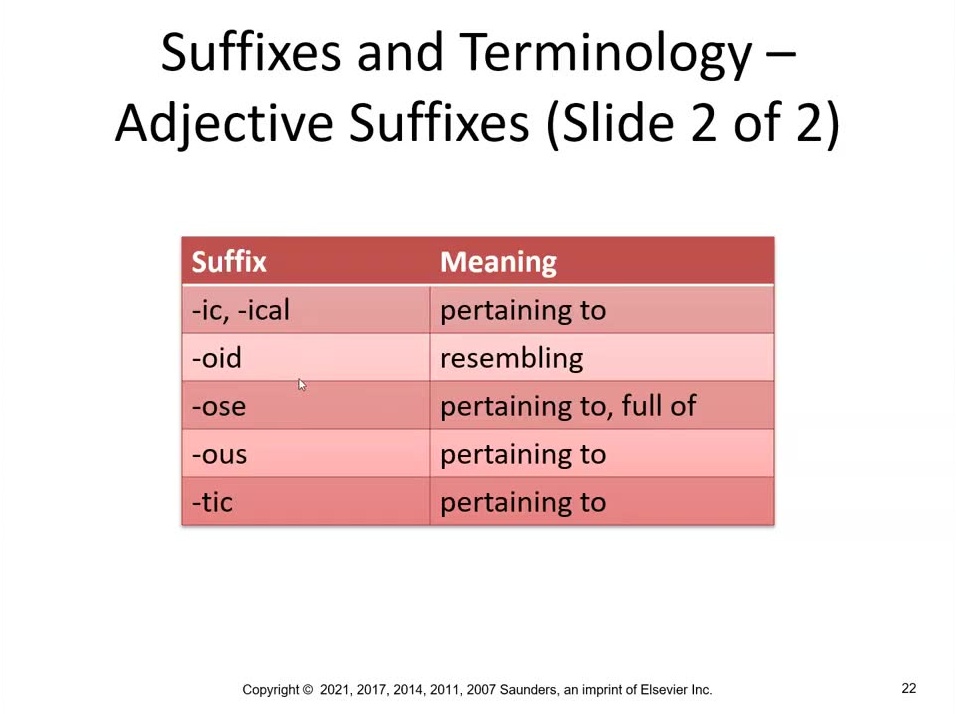 Suffixes and Terminology –
Adjective Suffixes (Slide 2 of 2)
Suffix Meaning
-ic, -ical pertaining to
-oid resembling
-ose pertaining to, full of
-ous pertaining to
-tic pertaining to
Copyright © 2021, 2017, 2014, 2011, 2007 Saunders, an imprint of Elsevier Inc. 22